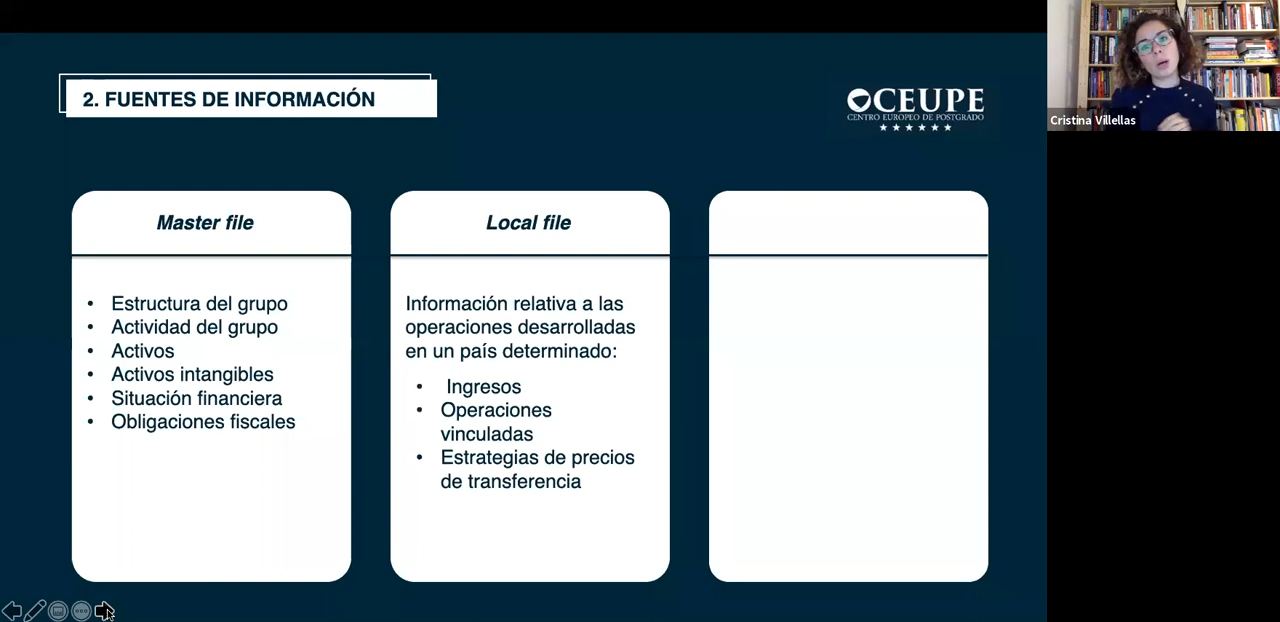 2. FUENTES DE INFORMACIÓN
CEUPE
CENTRO EUROPEO DE POSTGRADO
Cristina Villellas
Master file
• Estructura del grupo
• Actividad del grupo
• Activos
• Activos intangibles
• Situación financiera
• Obligaciones fiscales
Local file
Información relativa a las
operaciones desarrolladas
en un país determinado:
• Ingresos
• Operaciones
vinculadas
• Estrategias de precios
de transferencia